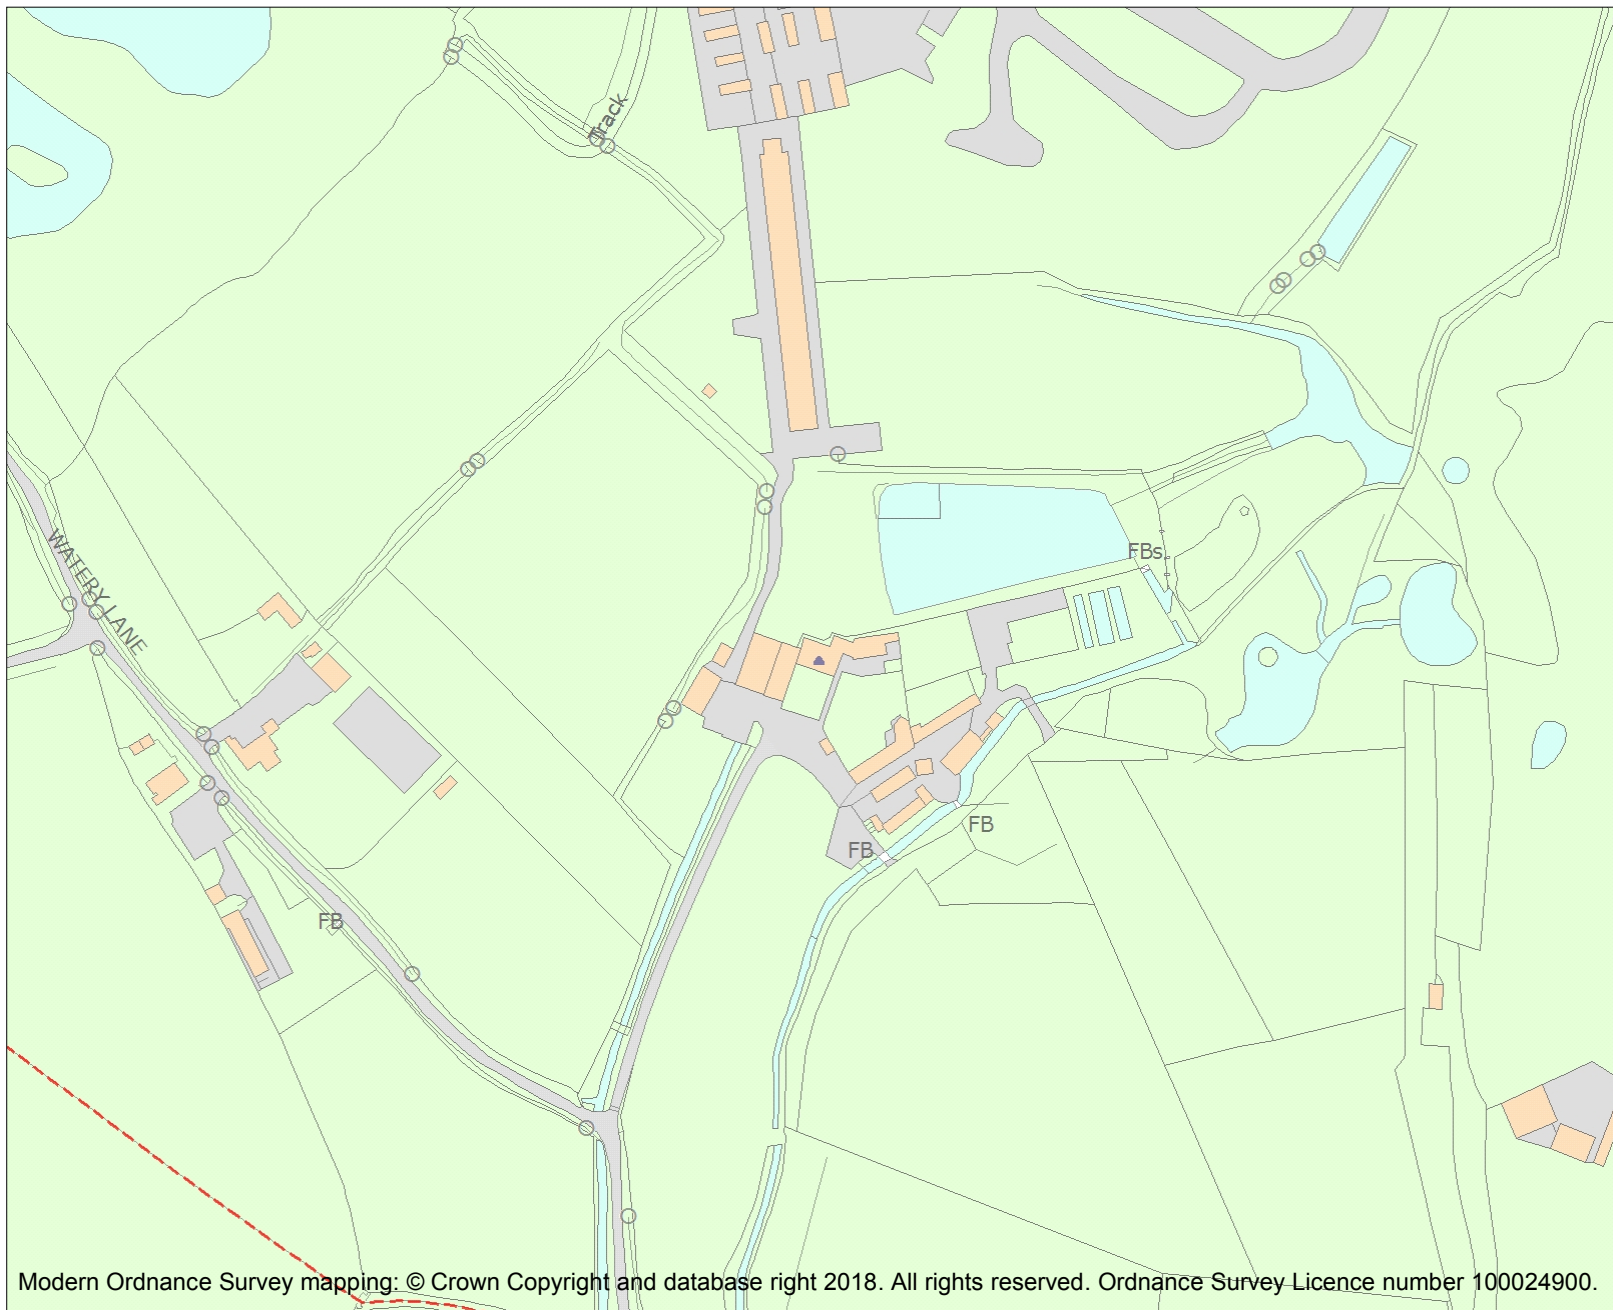 Track
WATERY LANE
FBs
FB
FB
FB
Modern Ordnance Survey mapping: © Crown Copyright and database right 2018. All rights reserved. Ordnance Survey Licence number 100024900.